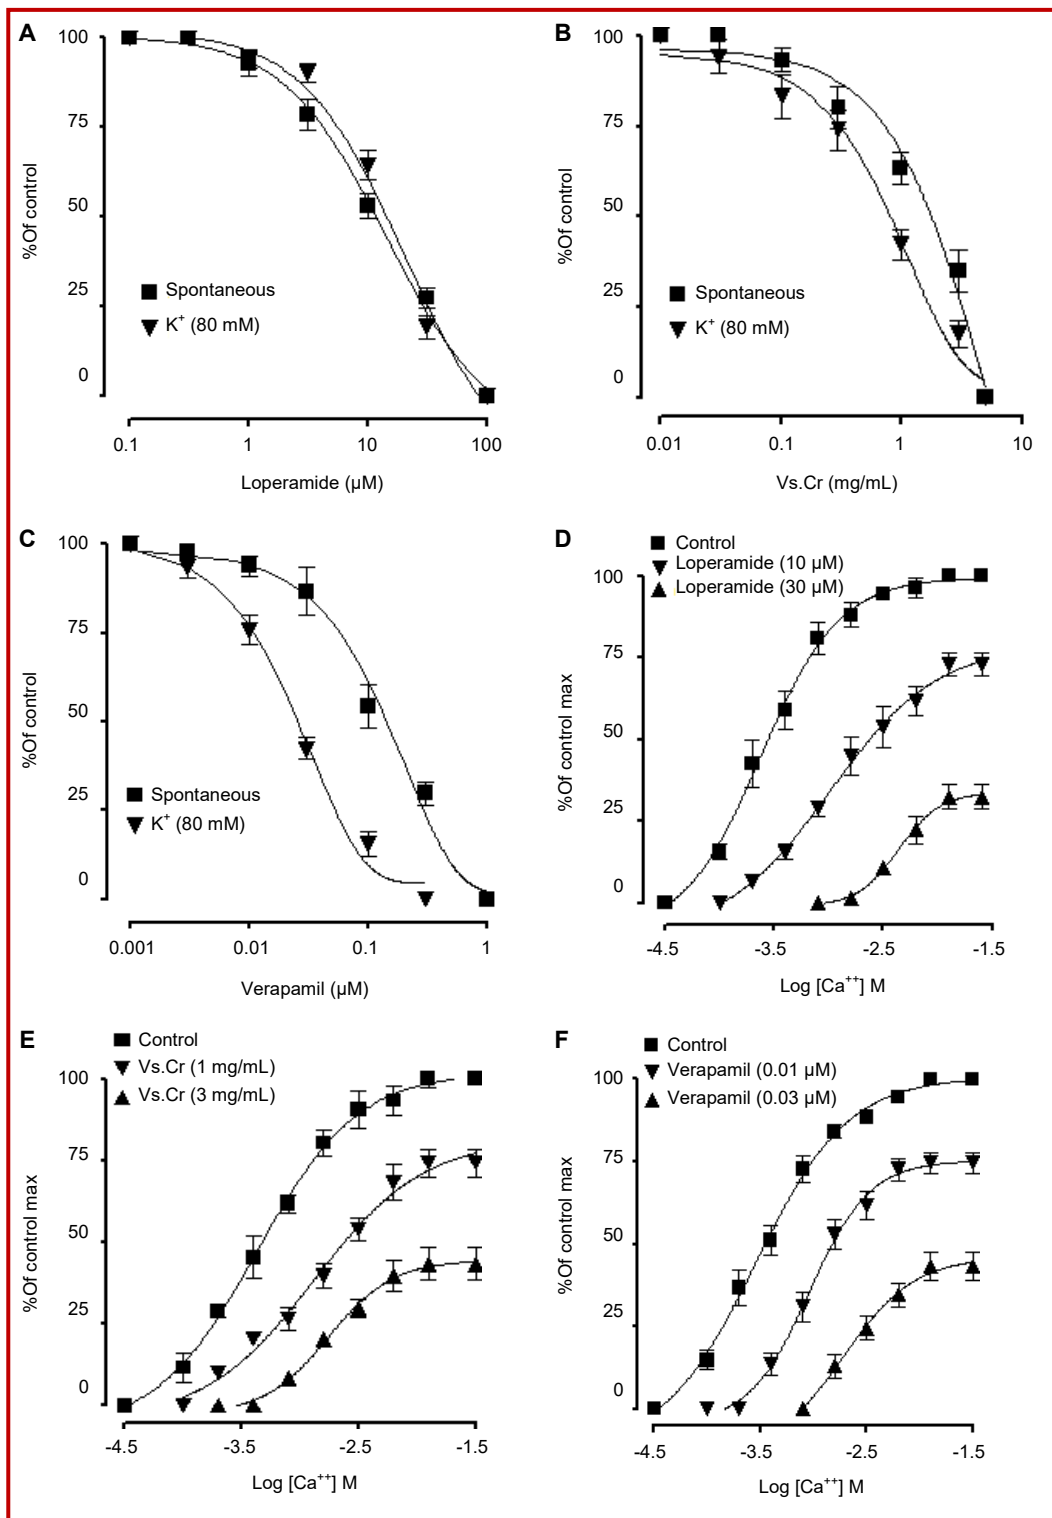 A
100
75
50
25
0
%Of control
Spontaneous
K⁺ (80 mM)
0.1 1 10 100
Loperamide (µM)
B
100
75
50
25
0
%Of control
Spontaneous
K⁺ (80 mM)
0.01 0.1 1 10
Vs.Cr (mg/mL)
C
100
75
50
25
0
%Of control
Spontaneous
K⁺ (80 mM)
0.001 0.01 0.1 1
Verapamil (µM)
D
Control
Loperamide (10 µM)
Loperamide (30 µM)
100
75
50
25
0
%Of control max
-4.5 -3.5 -2.5 -1.5
Log [Ca⁺⁺] M
E
Control
Vs.Cr (1 mg/mL)
Vs.Cr (3 mg/mL)
100
75
50
25
0
%Of control max
-4.5 -3.5 -2.5 -1.5
Log [Ca⁺⁺] M
F
Control
Verapamil (0.01 µM)
Verapamil (0.03 µM)
100
75
50
25
0
%Of control max
-4.5 -3.5 -2.5 -1.5
Log [Ca⁺⁺] M